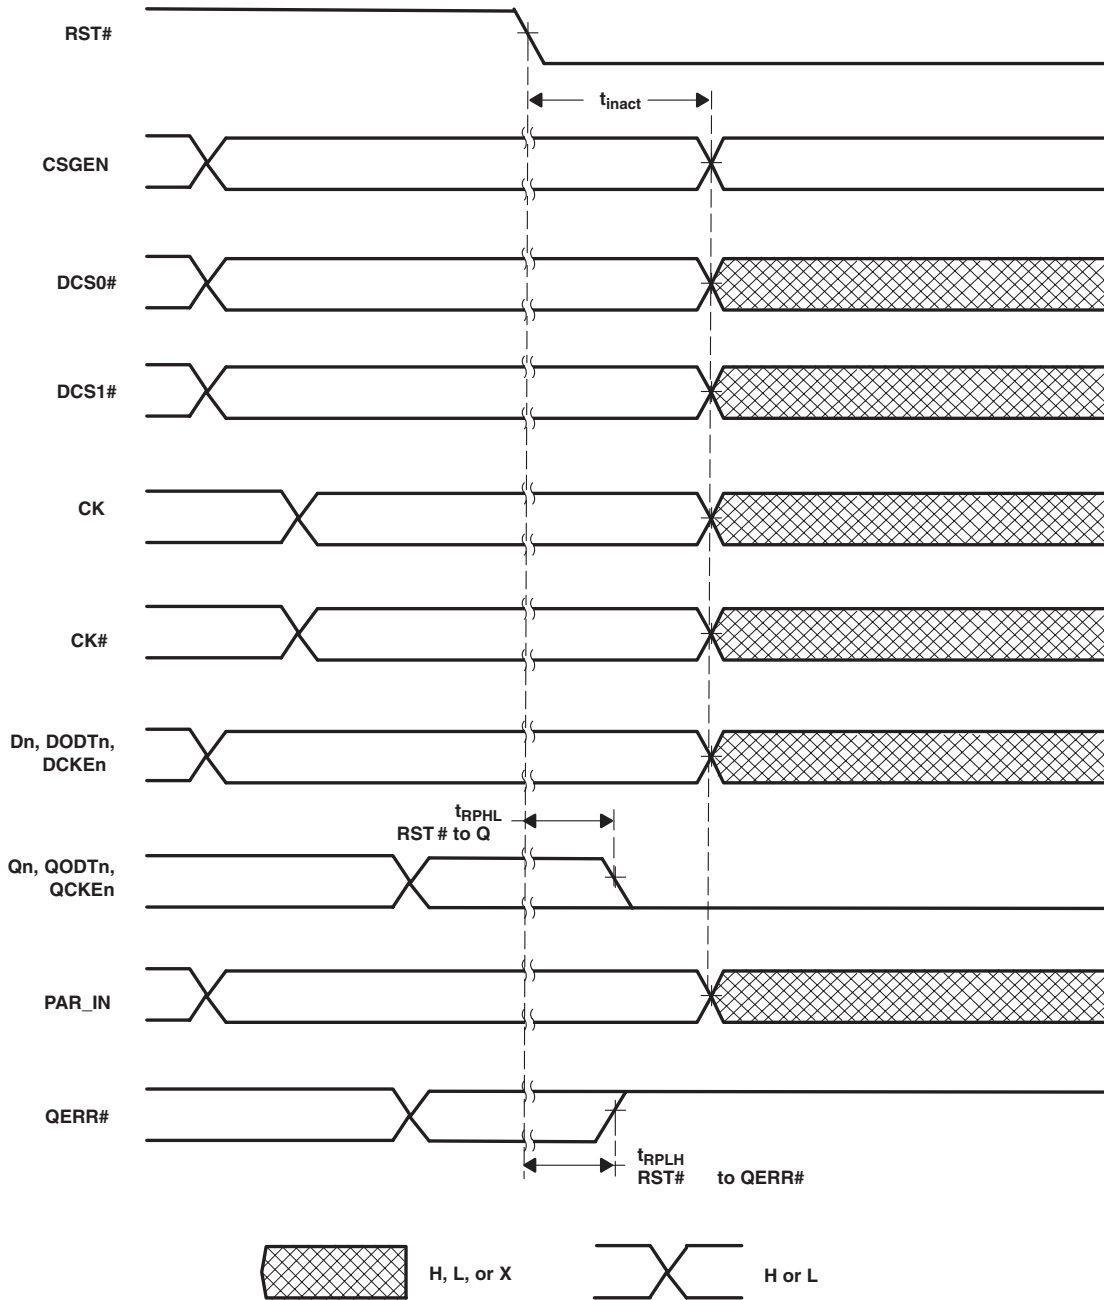 RST#
tinact
CSGEN
DCS0#
DCS1#
CK
CK#
Dn, DODTn,
DCKEn
tRPHL
RST # to Q
Qn, QODTn,
QCKEn
PAR_IN
QERR#
tRPLH
RST# to QERR#
H, L, or X
H or L